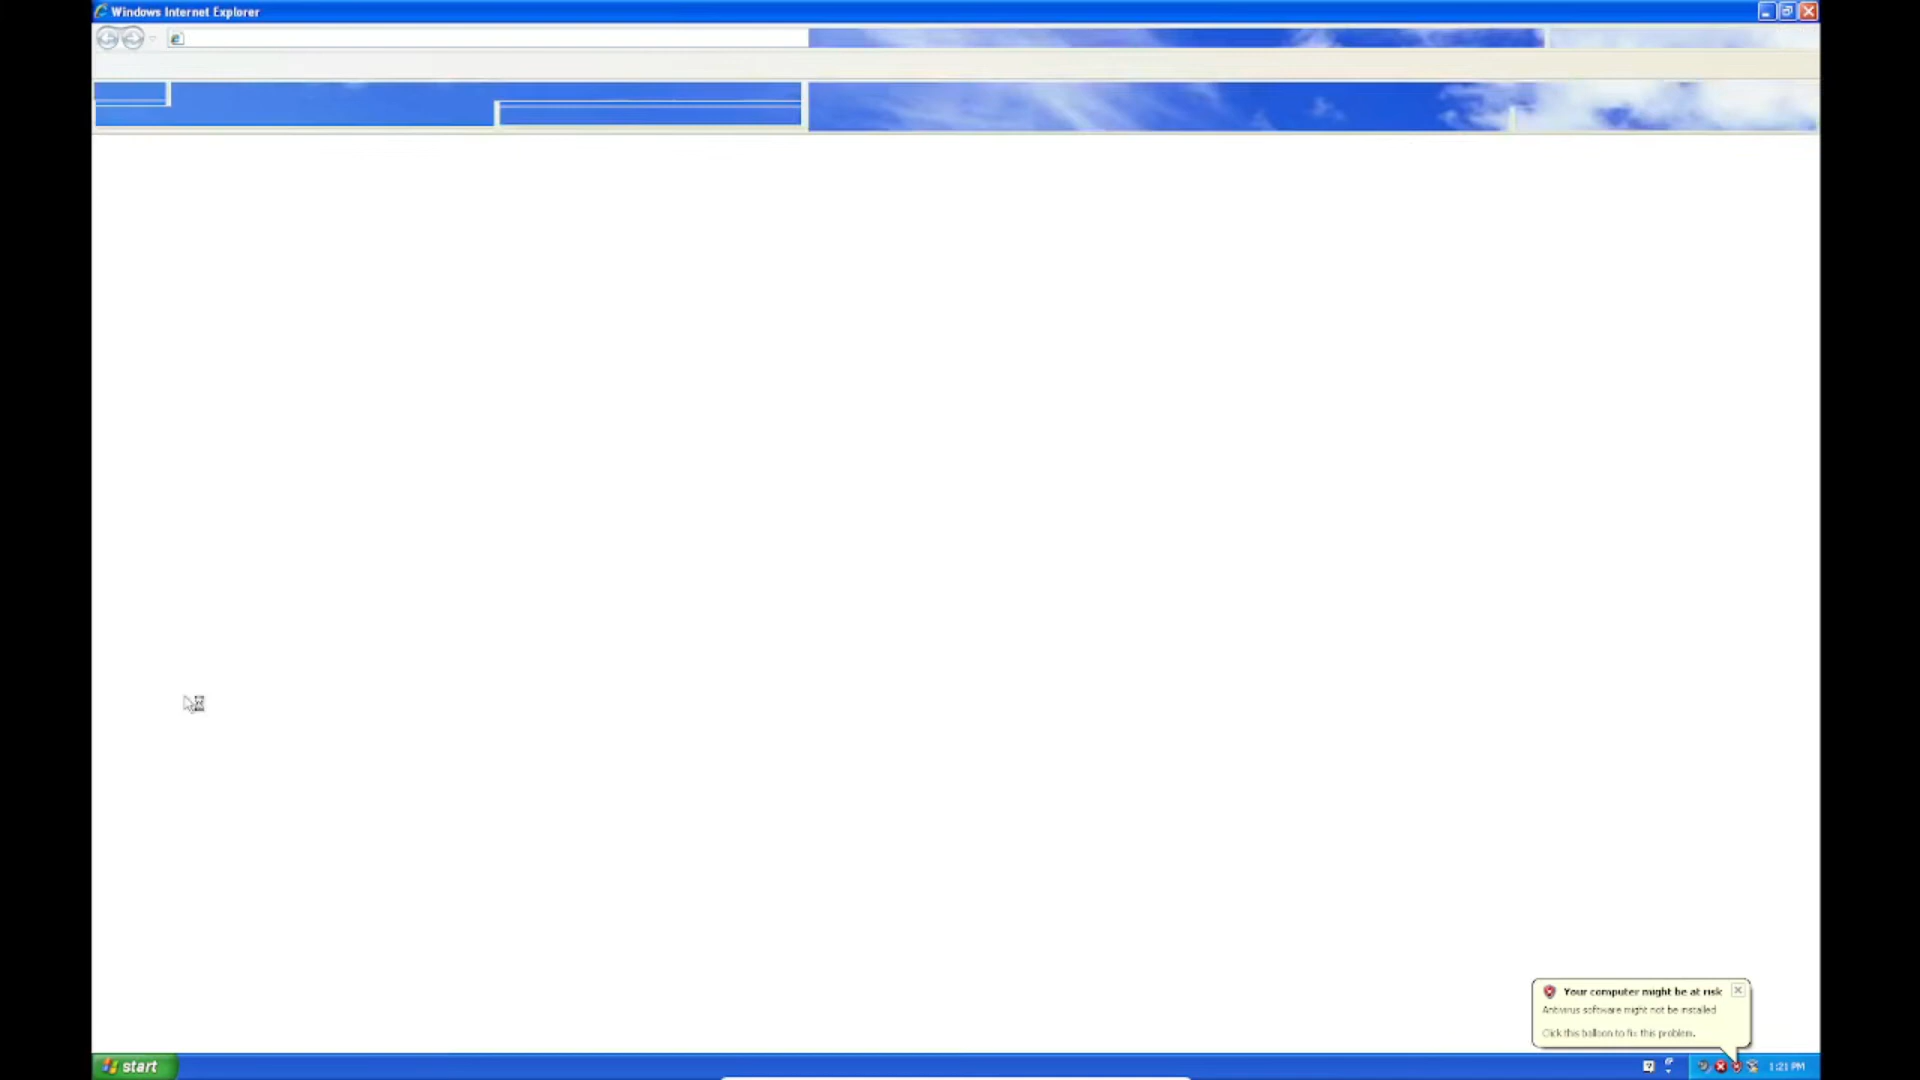 Windows Internet Explorer
Your computer might be at risk
Antivirus software might not be installed
Click this balloon to fix this problem.
start
1:21 PM